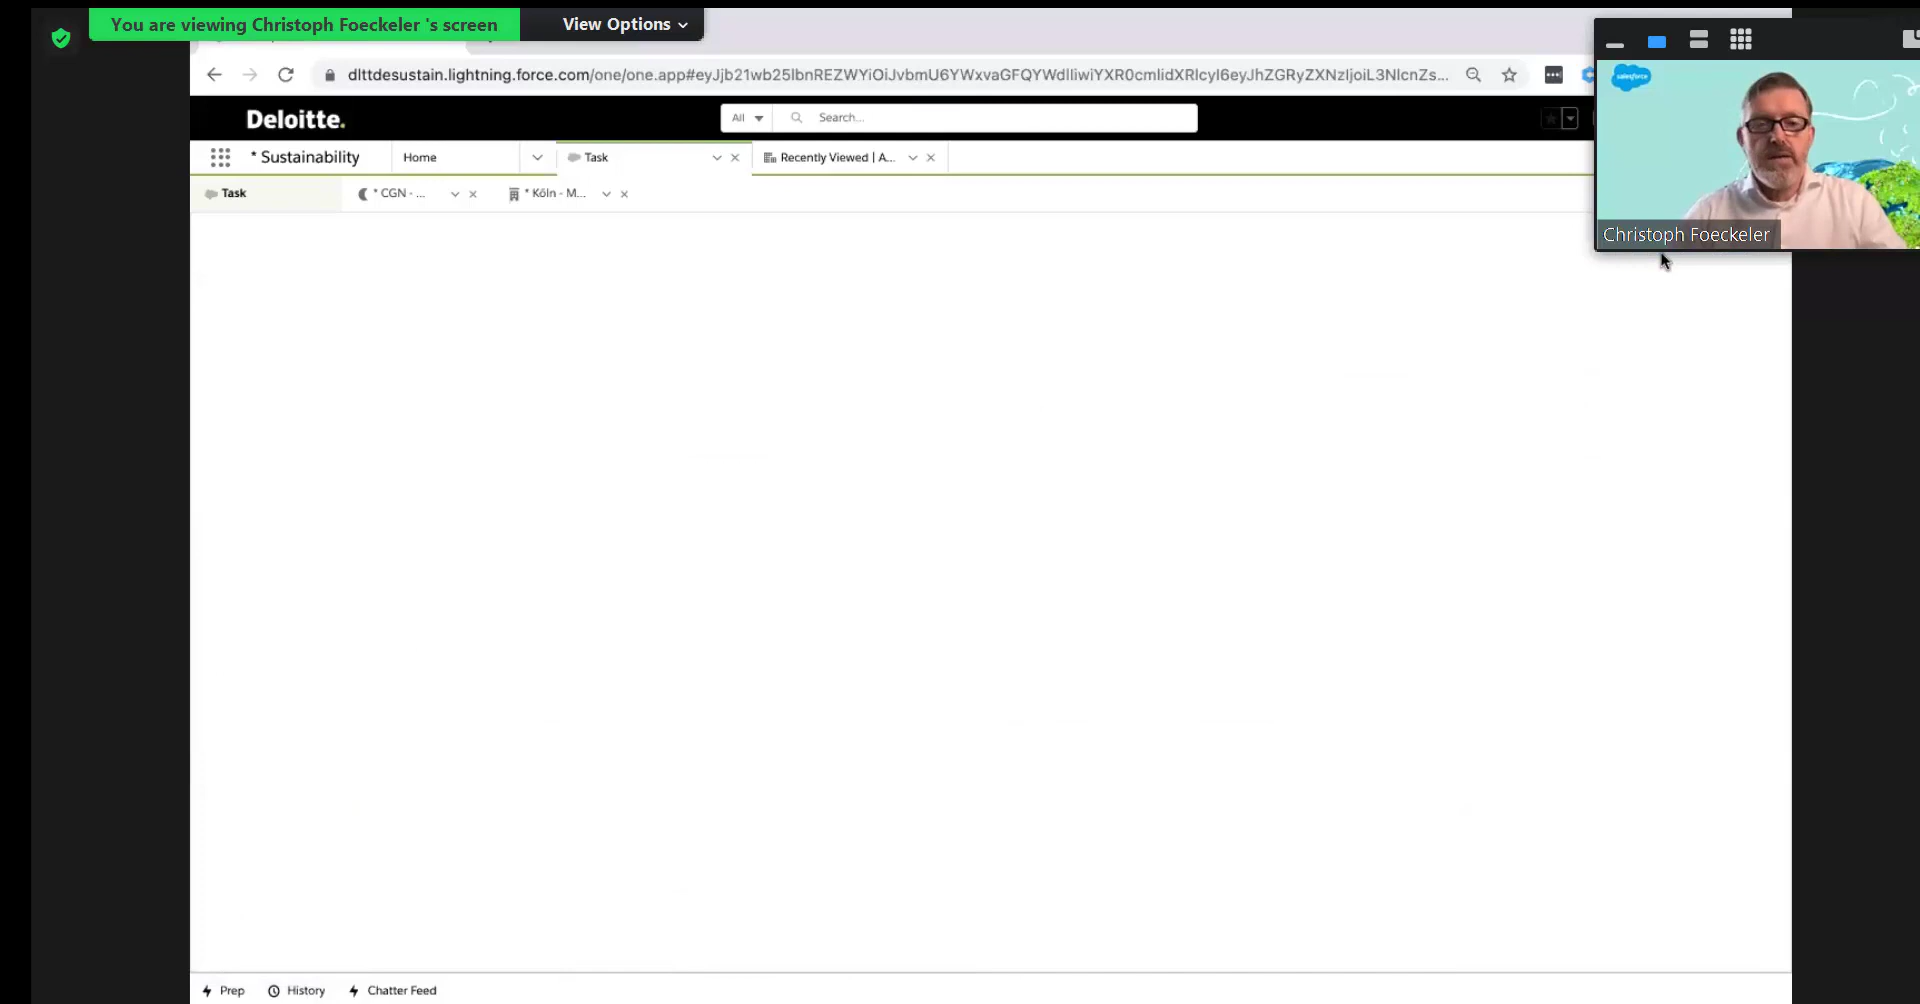 You are viewing Christoph Foeckeler 's screen
View Options
dlttdesustain.lightning.force.com/one/one.app#eyJjb21wb25lbnREZWYiOiJvbmU6YWxvaGFQYWdlIiwiYXR0cmlidXRlcyI6eyJhZGRyZXNzIjoiL3NlcnZs...
salesforce
Deloitte.
All
Search...
* Sustainability
Home
Task
Recently Viewed | A...
Task
* CGN - ...
* Köln - M...
Christoph Foeckeler
Prep
History
Chatter Feed